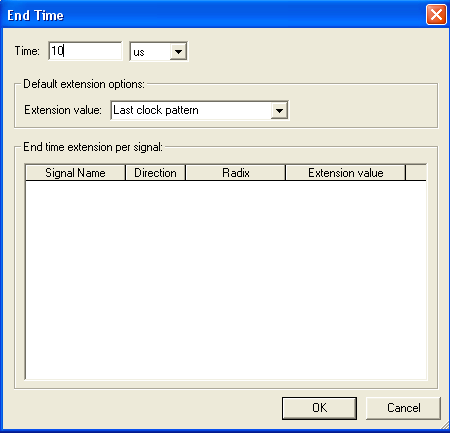 End Time
Time: 10 us
Default extension options:
Extension value: Last clock pattern
End time extension per signal:
Signal Name Direction Radix Extension value
OK Cancel